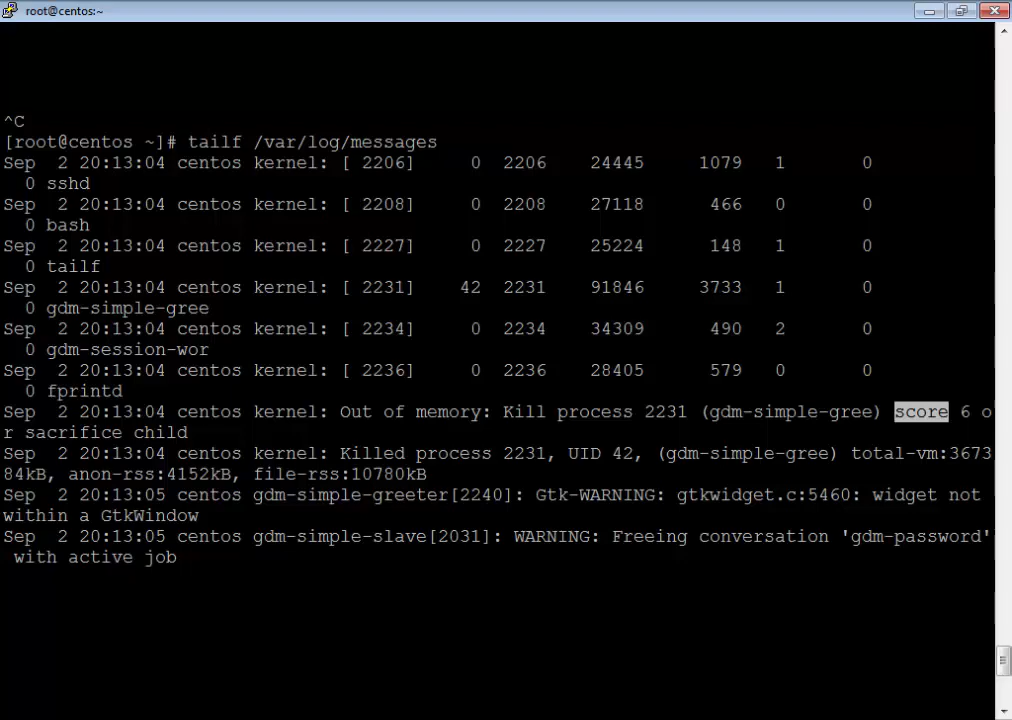 root@centos:~
^C
[root@centos ~]# tailf /var/log/messages
Sep  2 20:13:04 centos kernel: [ 2206]     0  2206    24445     1079   1       0
  0 sshd
Sep  2 20:13:04 centos kernel: [ 2208]     0  2208    27118      466   0       0
  0 bash
Sep  2 20:13:04 centos kernel: [ 2227]     0  2227    25224      148   1       0
  0 tailf
Sep  2 20:13:04 centos kernel: [ 2231]    42  2231    91846     3733   1       0
  0 gdm-simple-gree
Sep  2 20:13:04 centos kernel: [ 2234]     0  2234    34309      490   2       0
  0 gdm-session-wor
Sep  2 20:13:04 centos kernel: [ 2236]     0  2236    28405      579   0       0
  0 fprintd
Sep  2 20:13:04 centos kernel: Out of memory: Kill process 2231 (gdm-simple-gree) score 6 o
r sacrifice child
Sep  2 20:13:04 centos kernel: Killed process 2231, UID 42, (gdm-simple-gree) total-vm:3673
84kB, anon-rss:4152kB, file-rss:10780kB
Sep  2 20:13:05 centos gdm-simple-greeter[2240]: Gtk-WARNING: gtkwidget.c:5460: widget not
within a GtkWindow
Sep  2 20:13:05 centos gdm-simple-slave[2031]: WARNING: Freeing conversation 'gdm-password'
 with active job